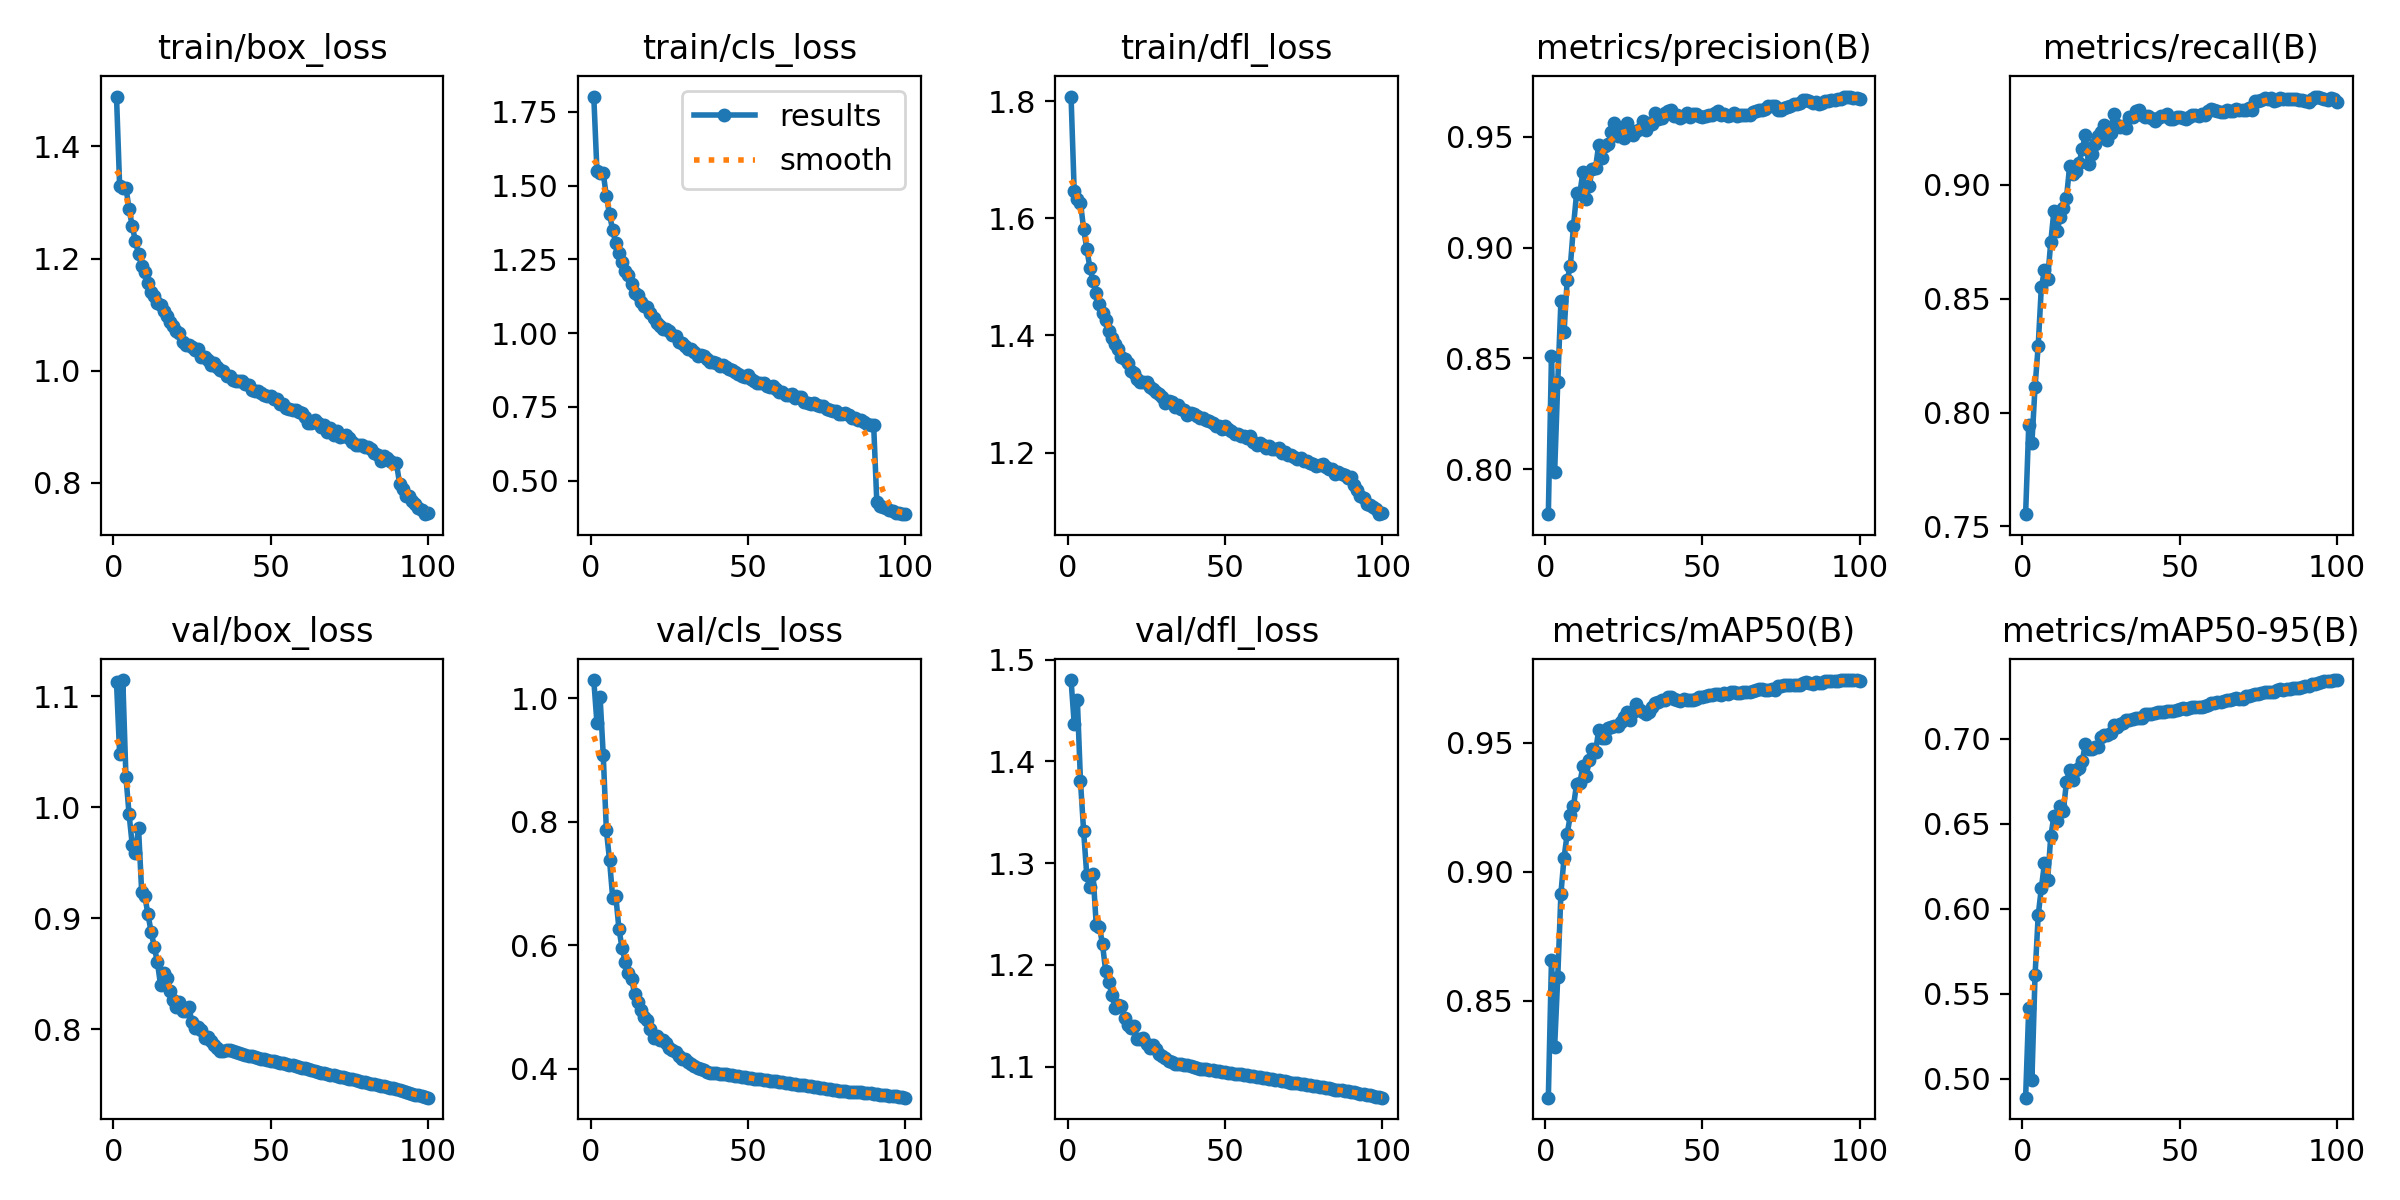 train/box_loss
1.4
1.2
1.0
0.8
0 50 100
train/cls_loss
results
smooth
1.75
1.50
1.25
1.00
0.75
0.50
0 50 100
train/dfl_loss
1.8
1.6
1.4
1.2
0 50 100
metrics/precision(B)
0.95
0.90
0.85
0.80
0 50 100
metrics/recall(B)
0.90
0.85
0.80
0.75
0 50 100
val/box_loss
1.1
1.0
0.9
0.8
0 50 100
val/cls_loss
1.0
0.8
0.6
0.4
0 50 100
val/dfl_loss
1.5
1.4
1.3
1.2
1.1
0 50 100
metrics/mAP50(B)
0.95
0.90
0.85
0 50 100
metrics/mAP50-95(B)
0.70
0.65
0.60
0.55
0.50
0 50 100